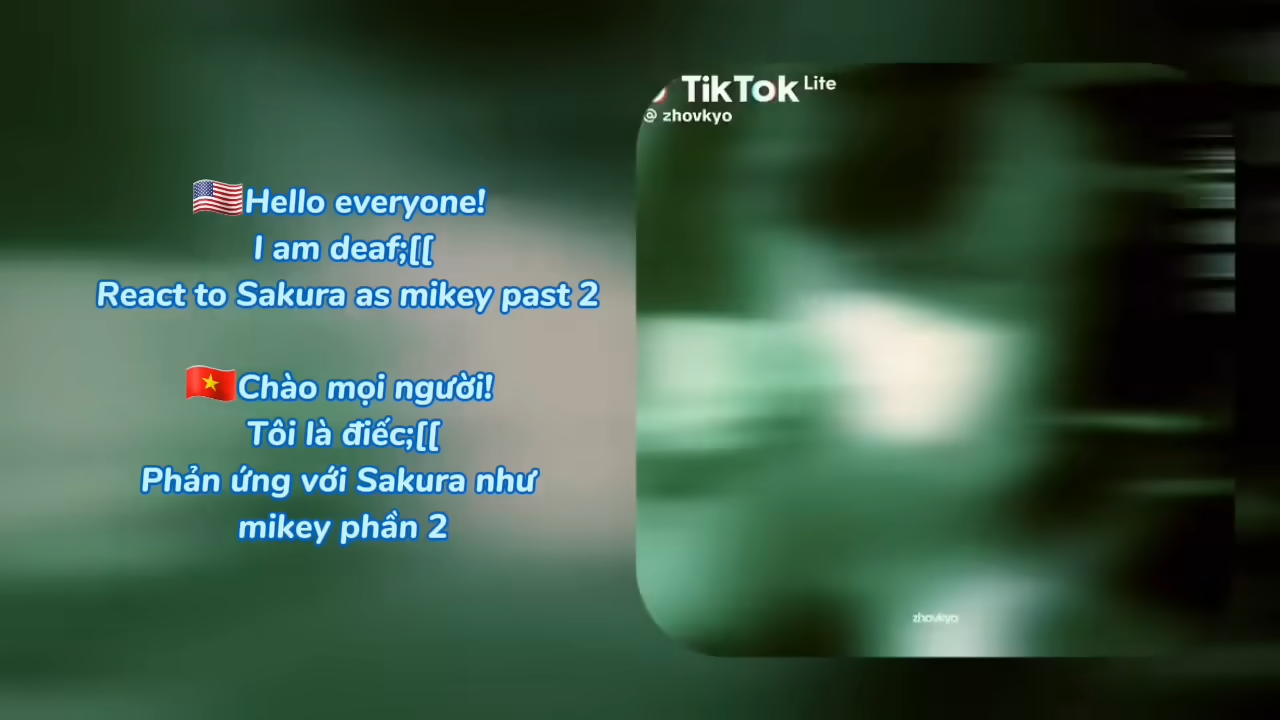 🇺🇸Hello everyone!
I am deaf;[[
React to Sakura as mikey past 2
🇻🇳Chào mọi người!
Tôi là điếc;[[
Phản ứng với Sakura như
mikey phần 2
TikTok Lite
@ zhovkyo
zhovkyo